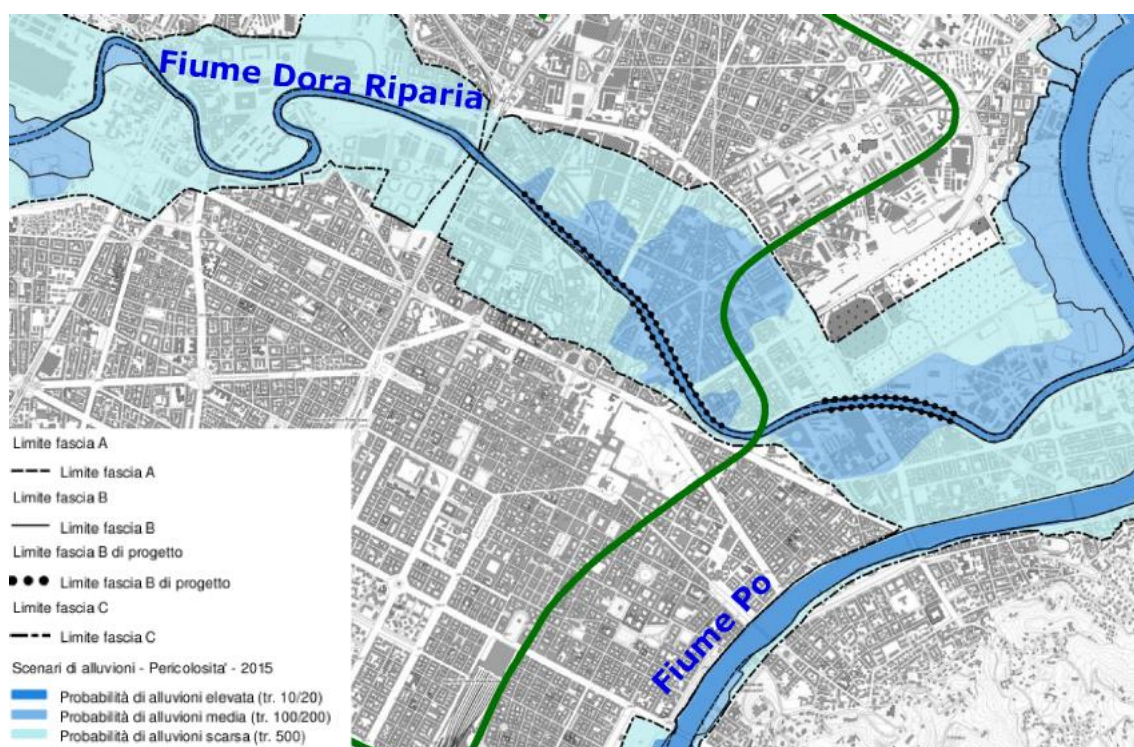 Fiume Dora Riparia
Fiume Po
Limite fascia A
Limite fascia A
Limite fascia B
Limite fascia B
Limite fascia B di progetto
Limite fascia B di progetto
Limite fascia C
Limite fascia C
Scenari di alluvioni - Pericolosita' - 2015
Probabilità di alluvioni elevata (tr. 10/20)
Probabilità di alluvioni media (tr. 100/200)
Probabilità di alluvioni scarsa (tr. 500)